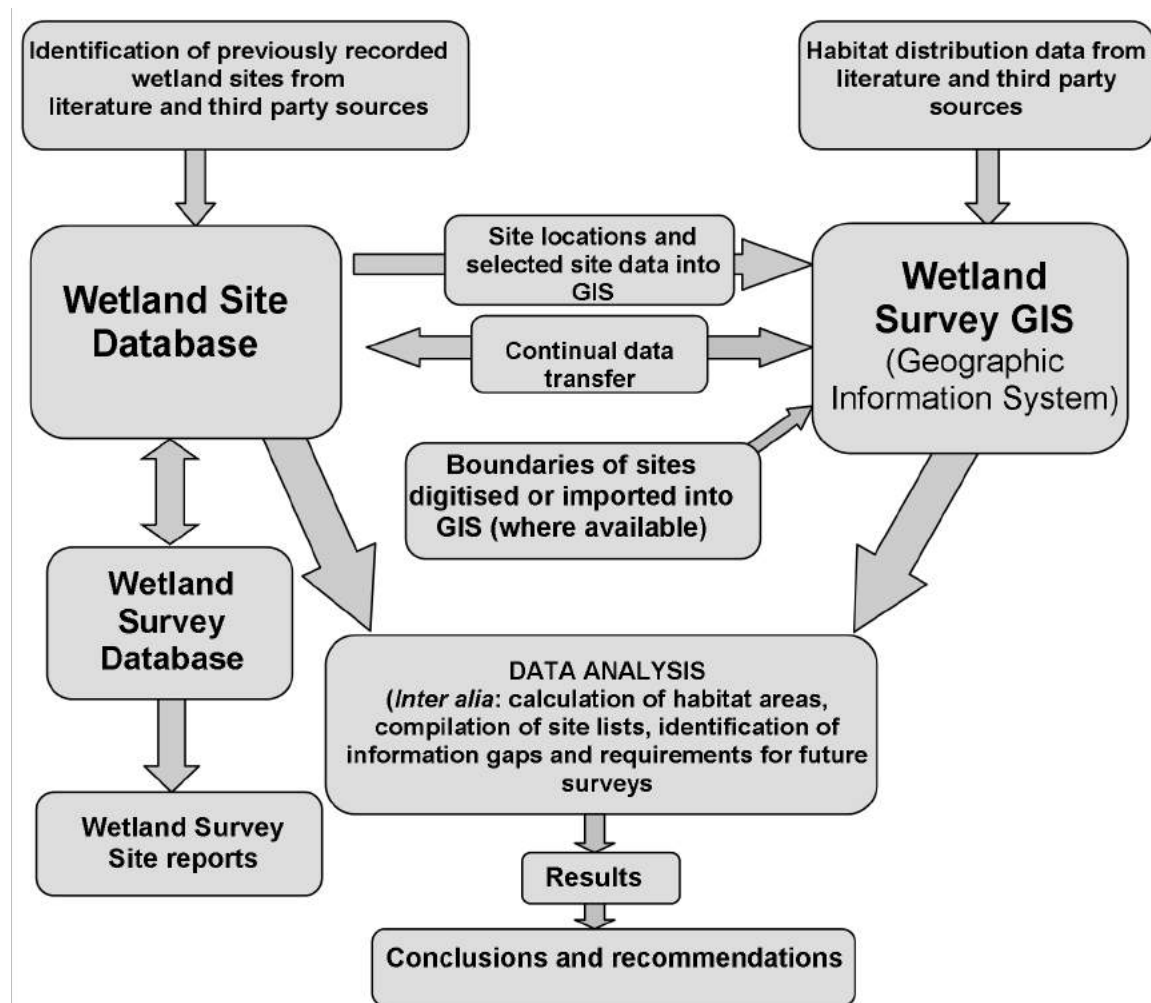 Identification of previously recorded
wetland sites from
literature and third party sources
Habitat distribution data from
literature and third party
sources
Site locations and
selected site data into
GIS
Wetland Site
Database
Wetland
Survey GIS
(Geographic
Information System)
Continual data
transfer
Boundaries of sites
digitised or imported into
GIS (where available)
Wetland
Survey
Database
DATA ANALYSIS
(Inter alia: calculation of habitat areas,
compilation of site lists, identification of
information gaps and requirements for future
surveys
Wetland Survey
Site reports
Results
Conclusions and recommendations